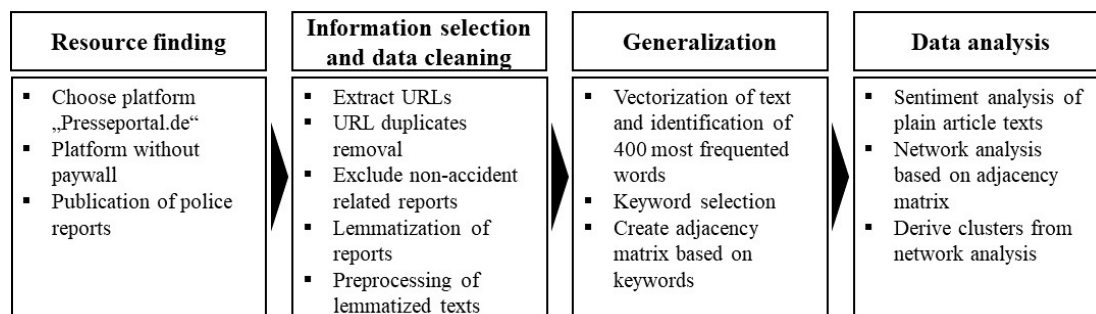 Resource finding
▪ Choose platform
„Presseportal.de“
▪ Platform without
paywall
▪ Publication of police
reports
Information selection
and data cleaning
▪ Extract URLs
▪ URL duplicates
removal
▪ Exclude non-accident
related reports
▪ Lemmatization of
reports
▪ Preprocessing of
lemmatized texts
Generalization
▪ Vectorization of text
and identification of
400 most frequented
words
▪ Keyword selection
▪ Create adjacency
matrix based on
keywords
Data analysis
▪ Sentiment analysis of
plain article texts
▪ Network analysis
based on adjacency
matrix
▪ Derive clusters from
network analysis